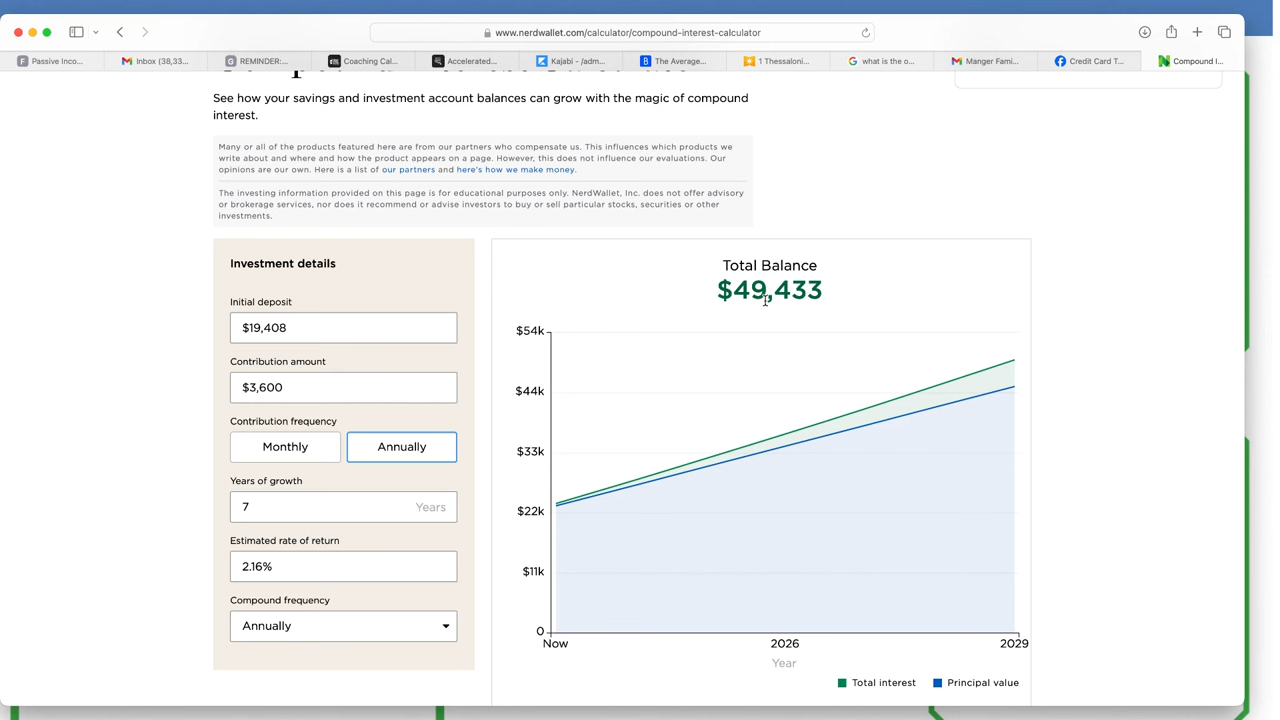 www.nerdwallet.com/calculator/compound-interest-calculator
Passive Inco...
Inbox (38,33...
REMINDER:...
Coaching Cal...
Accelerated...
Kajabi - /adm...
The Average...
1 Thessaloni...
what is the o...
Manger Fami...
Credit Card T...
Compound I...
See how your savings and investment account balances can grow with the magic of compound
interest.
Many or all of the products featured here are from our partners who compensate us. This influences which products we
write about and where and how the product appears on a page. However, this does not influence our evaluations. Our
opinions are our own. Here is a list of our partners and here's how we make money.
The investing information provided on this page is for educational purposes only. NerdWallet, Inc. does not offer advisory
or brokerage services, nor does it recommend or advise investors to buy or sell particular stocks, securities or other
investments.
Investment details
Initial deposit
$19,408
Contribution amount
$3,600
Contribution frequency
Monthly
Annually
Years of growth
7 Years
Estimated rate of return
2.16%
Compound frequency
Annually
Total Balance
$49,433
$54k
$44k
$33k
$22k
$11k
0
Now 2026 2029
Year
Total interest Principal value